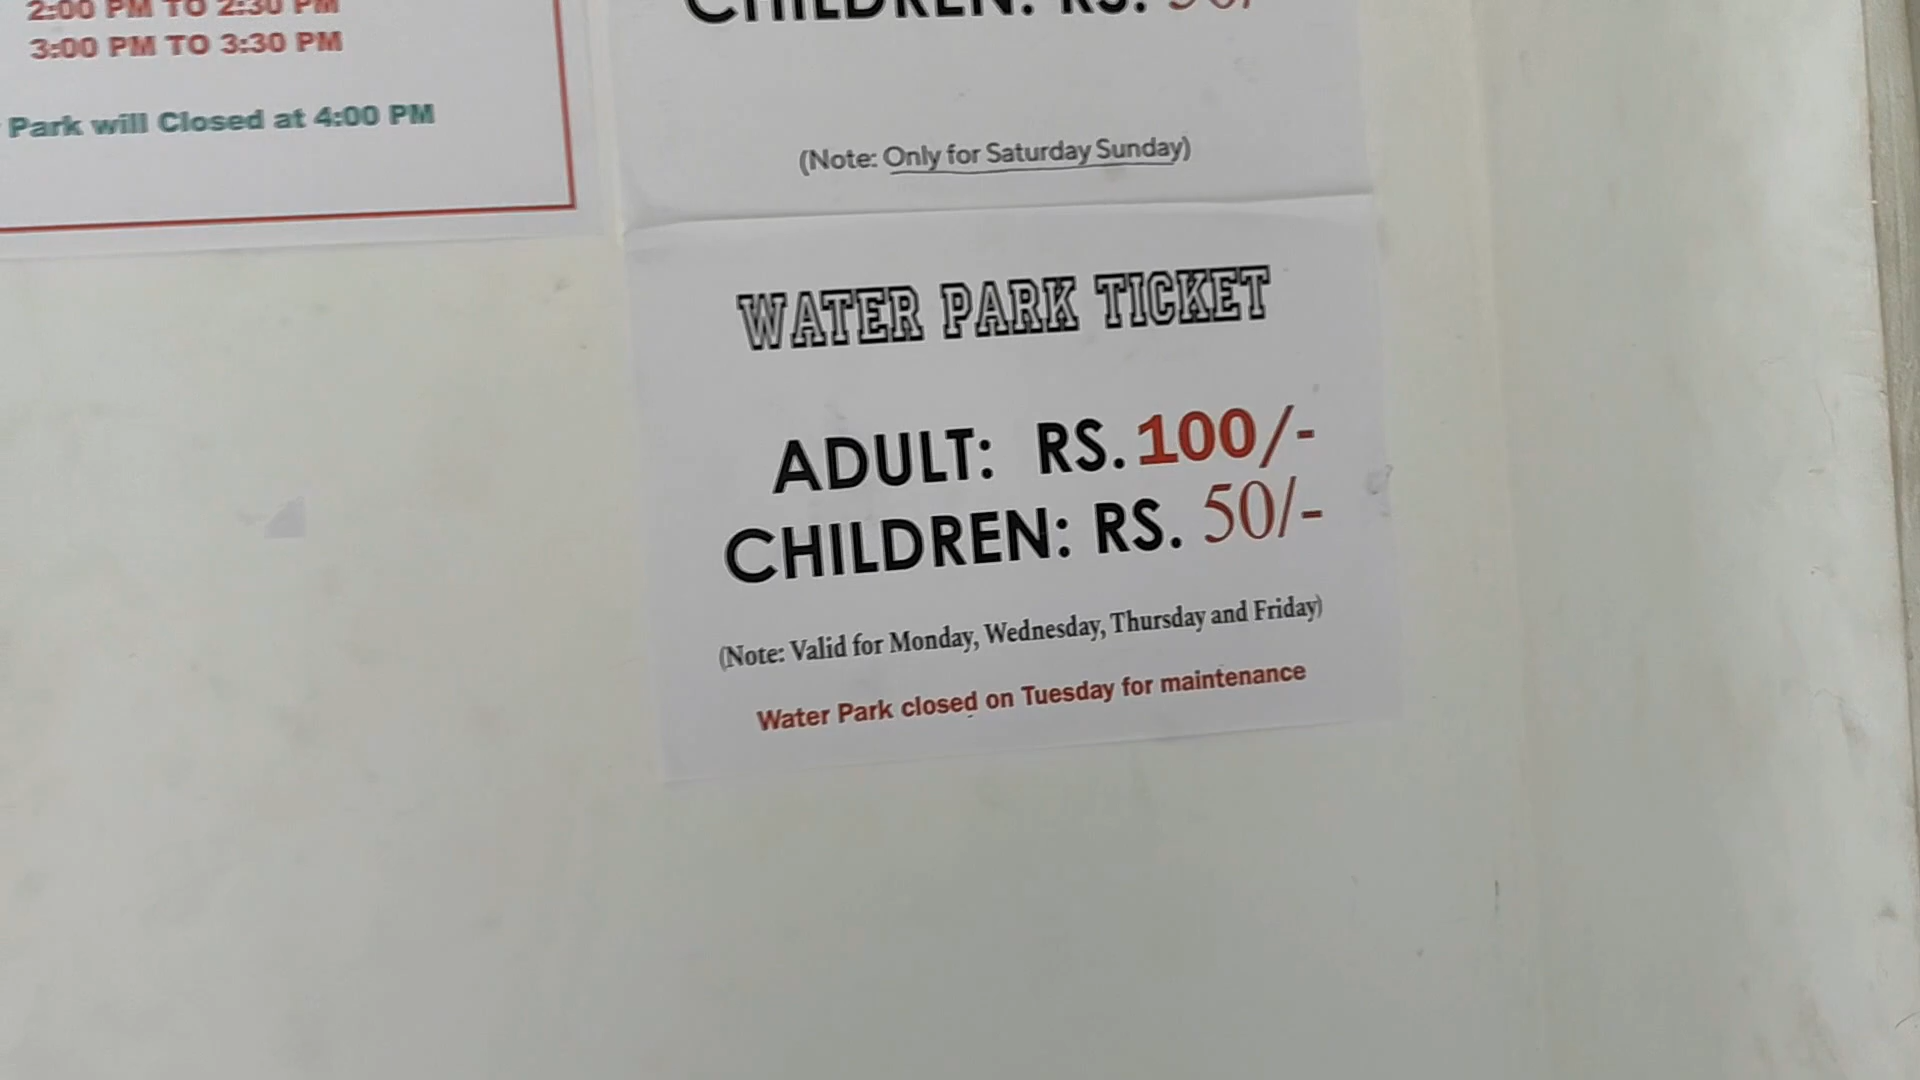 2:00 PM TO 2:30 PM
3:00 PM TO 3:30 PM
Park will Closed at 4:00 PM
CHILDREN: RS.
(Note: Only for Saturday Sunday)
WATER PARK TICKET
ADULT: RS. 100/-
CHILDREN: RS. 50/-
(Note: Valid for Monday, Wednesday, Thursday and Friday)
Water Park closed on Tuesday for maintenance